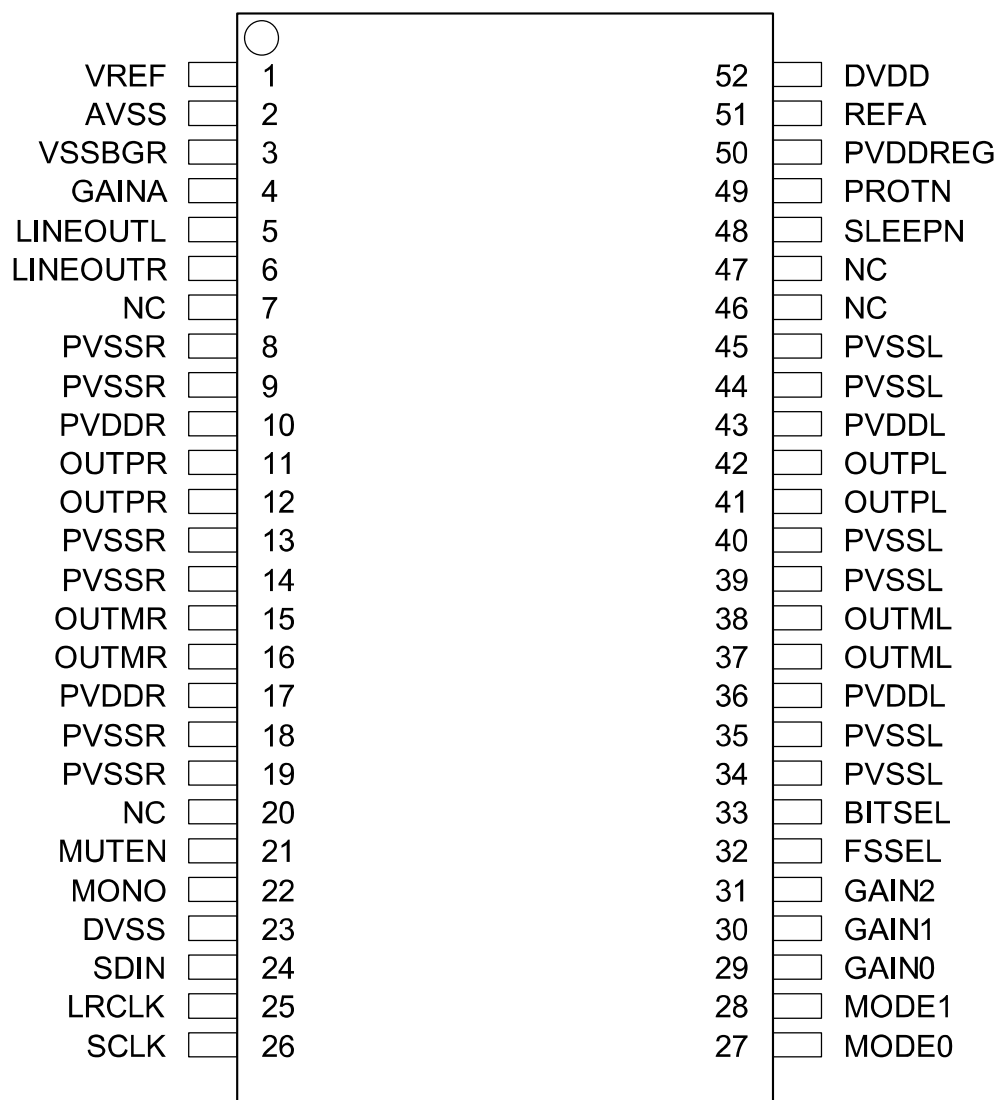 VREF 1 52 DVDD
AVSS 2 51 REFA
VSSBGR 3 50 PVDDREG
GAINA 4 49 PROTN
LINEOUTL 5 48 SLEEPN
LINEOUTR 6 47 NC
NC 7 46 NC
PVSSR 8 45 PVSSL
PVSSR 9 44 PVSSL
PVDDR 10 43 PVDDL
OUTPR 11 42 OUTPL
OUTPR 12 41 OUTPL
PVSSR 13 40 PVSSL
PVSSR 14 39 PVSSL
OUTMR 15 38 OUTML
OUTMR 16 37 OUTML
PVDDR 17 36 PVDDL
PVSSR 18 35 PVSSL
PVSSR 19 34 PVSSL
NC 20 33 BITSEL
MUTEN 21 32 FSSEL
MONO 22 31 GAIN2
DVSS 23 30 GAIN1
SDIN 24 29 GAIN0
LRCLK 25 28 MODE1
SCLK 26 27 MODE0